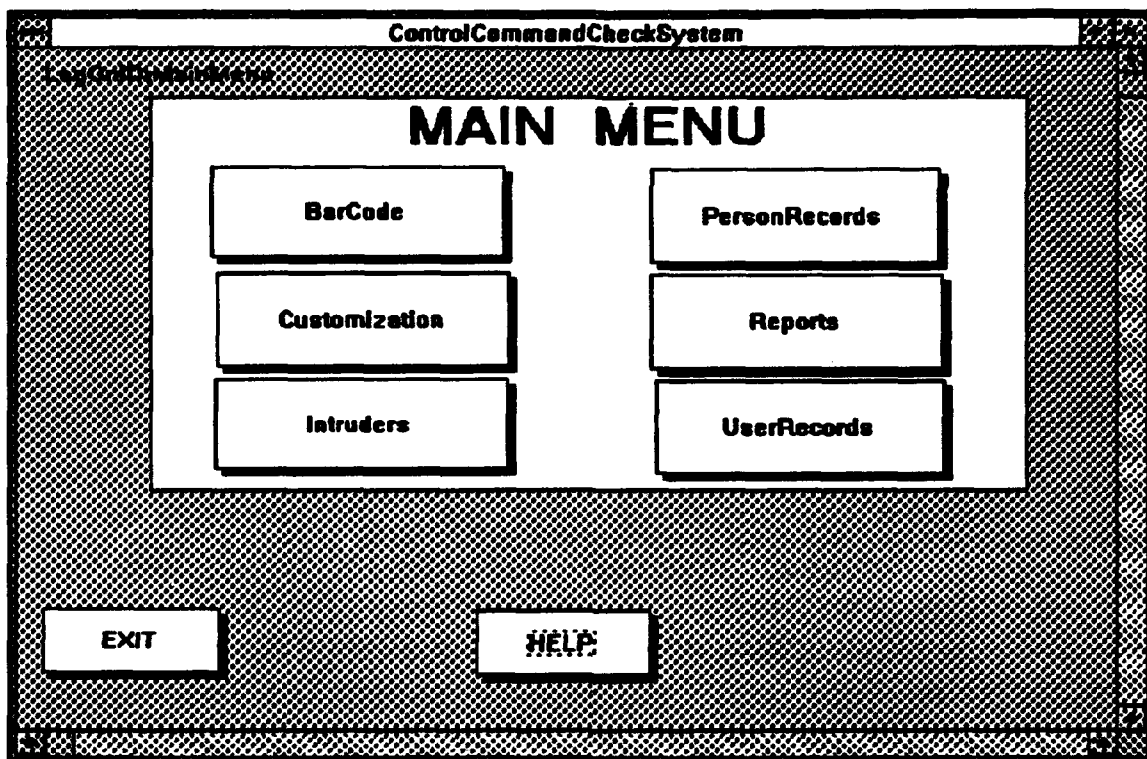 ControlCommandCheckSystem
MAIN MENU
BarCode
PersonRecords
Customization
Reports
Intruders
UserRecords
EXIT
HELP